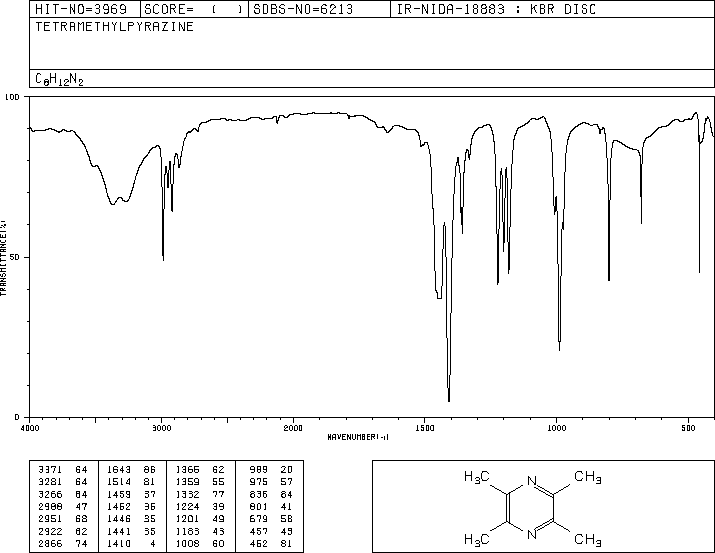 HIT-NO=3969 SCORE= ( ) SDBS-NO=6213 IR-NIDA-18883 : KBR DISC
TETRAMETHYLPYRAZINE
C8H12N2
100
50
0
TRANSMITTANCE(%)
4000 3000 2000 1500 1000 500
WAVENUMBER(-1)
3371 64 1643 86 1366 62 989 20
3281 64 1514 81 1359 55 975 57
3266 64 1459 37 1332 77 836 84
2988 47 1452 36 1224 39 801 41
2951 68 1446 35 1201 49 679 58
2922 62 1441 35 1183 43 457 43
2866 74 1410 4 1008 60 452 81
H3C N CH3
H3C N CH3